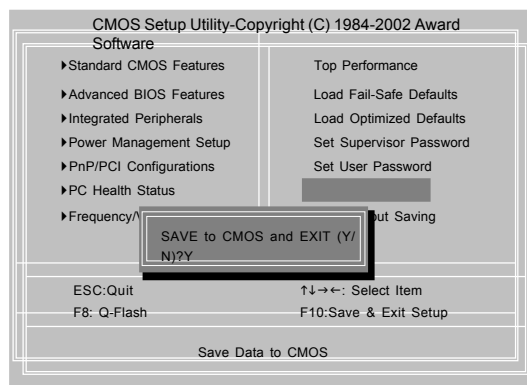 CMOS Setup Utility-Copyright (C) 1984-2002 Award
Software
▶Standard CMOS Features
Top Performance
▶Advanced BIOS Features
Load Fail-Safe Defaults
▶Integrated Peripherals
Load Optimized Defaults
▶Power Management Setup
Set Supervisor Password
▶PnP/PCI Configurations
Set User Password
▶PC Health Status
▶Frequency/
out Saving
SAVE to CMOS and EXIT (Y/
N)?Y
ESC:Quit
↑↓→←: Select Item
F8: Q-Flash
F10:Save & Exit Setup
Save Data to CMOS